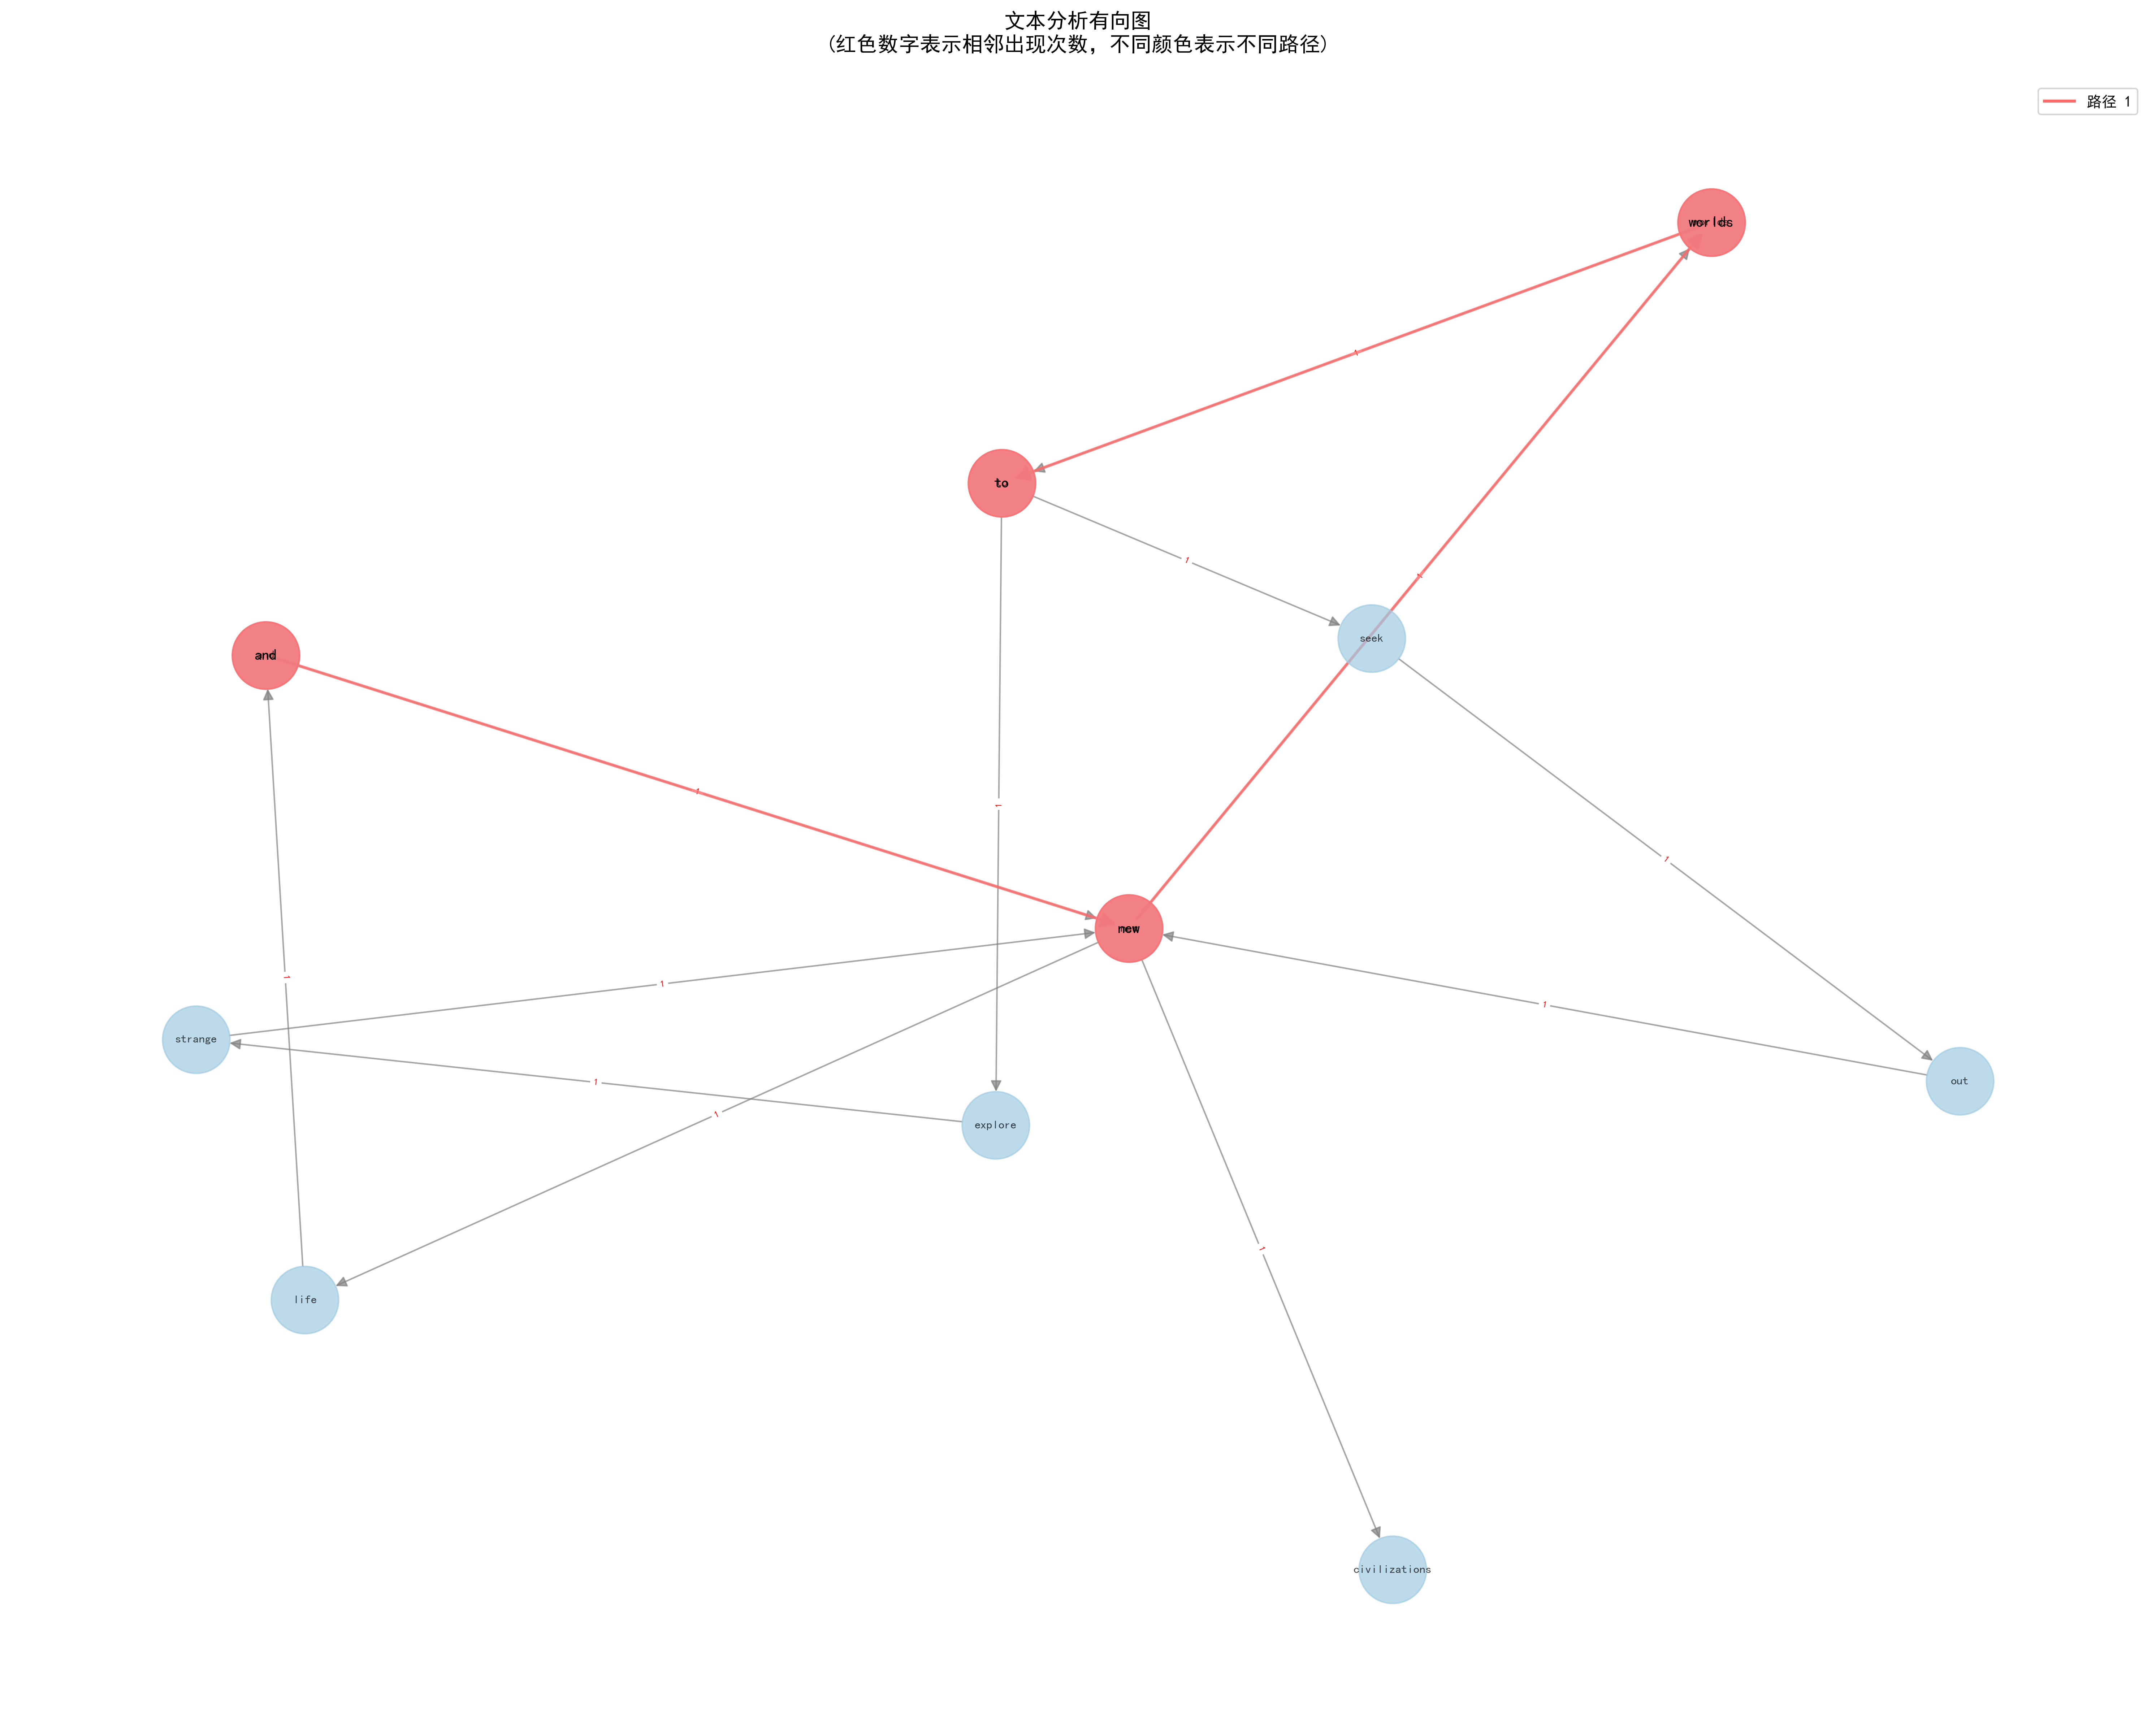 文本分析有向图
(红色数字表示相邻出现次数，不同颜色表示不同路径)
路径 1
worlds
1
to
1
1
seek
and
1
1
1
1
new
1
1
1
strange
1
out
1
explore
1
1
life
civilizations